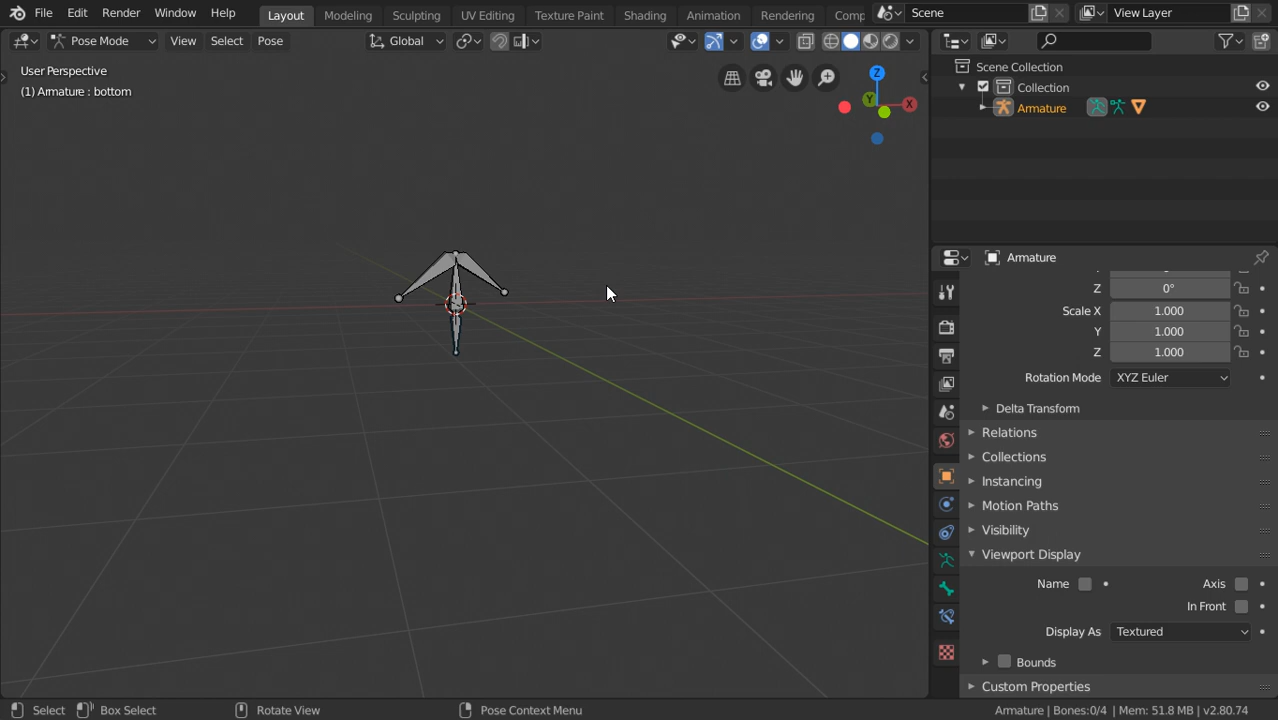 File Edit Render Window Help Layout Modeling Sculpting UV Editing Texture Paint Shading Animation Rendering Comp Scene View Layer
Pose Mode View Select Pose Global
User Perspective
(1) Armature : bottom
Z
Y
X
Scene Collection
Collection
Armature
Armature
Z 0°
Scale X 1.000
Y 1.000
Z 1.000
Rotation Mode XYZ Euler
Delta Transform
Relations
Collections
Instancing
Motion Paths
Visibility
Viewport Display
Name Axis
In Front
Display As Textured
Bounds
Custom Properties
Select Box Select Rotate View Pose Context Menu Armature | Bones:0/4 | Mem: 51.8 MB | v2.80.74